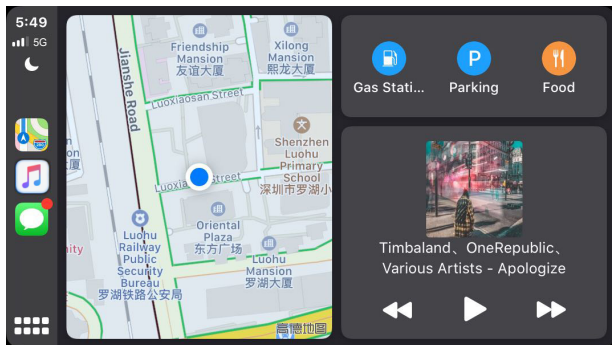 5:49
5G
Friendship
Mansion
友谊大厦
Xilong
Mansion
熙龙大厦
Jianshe Road
Luoxiaosan Street
Shenzhen
Luohu
Primary
School
深圳市罗湖小
on
厦
Street
Oriental
Plaza
东方广场
Luohu
Railway
Public
Security
Bureau
罗湖铁路公安局
ity
Luohu
Mansion
罗湖大厦
高德地图
Gas Stati...
Parking
Food
P
Timbaland、OneRepublic、
Various Artists - Apologize